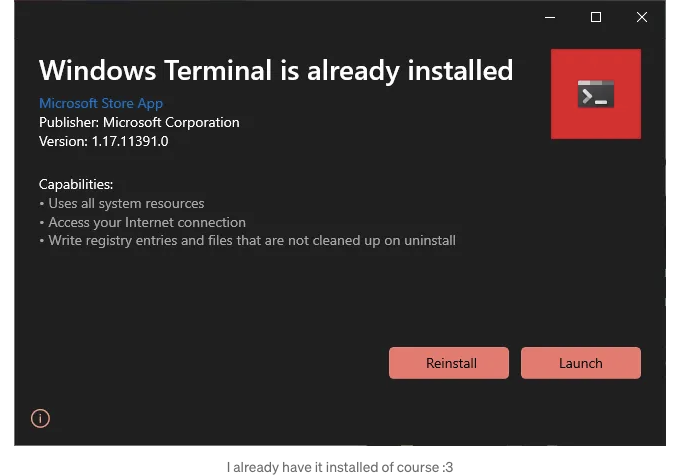 Windows Terminal is already installed
Microsoft Store App
Publisher: Microsoft Corporation
Version: 1.17.11391.0
Capabilities:
• Uses all system resources
• Access your Internet connection
• Write registry entries and files that are not cleaned up on uninstall
Reinstall
Launch
I already have it installed of course :3